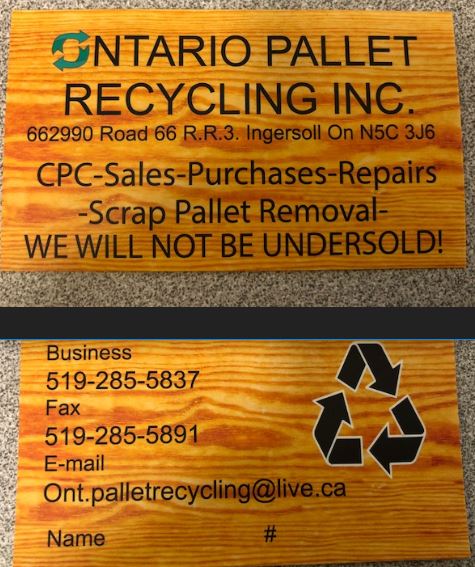 ONTARIO PALLET
RECYCLING INC.
662990 Road 66 R.R.3. Ingersoll On N5C 3J6
CPC-Sales-Purchases-Repairs
-Scrap Pallet Removal-
WE WILL NOT BE UNDERSOLD!
Business
519-285-5837
Fax
519-285-5891
E-mail
Ont.palletrecycling@live.ca
Name #